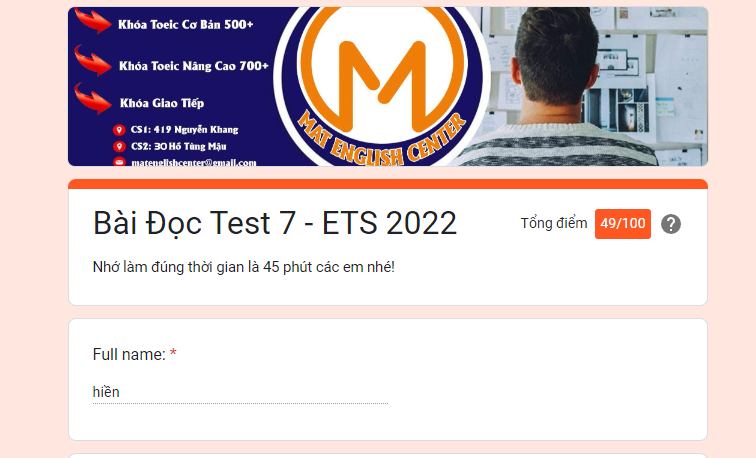 Khóa Toeic Cơ Bản 500+
Khóa Toeic Nâng Cao 700+
Khóa Giao Tiếp
CS1: 419 Nguyễn Khang
CS2: 30 Hồ Tùng Mậu
matenglishcenter@gmail.com
M
MAT ENGLISH CENTER
Bài Đọc Test 7 - ETS 2022
Tổng điểm 49/100 ?
Nhớ làm đúng thời gian là 45 phút các em nhé!
Full name: *
hiền